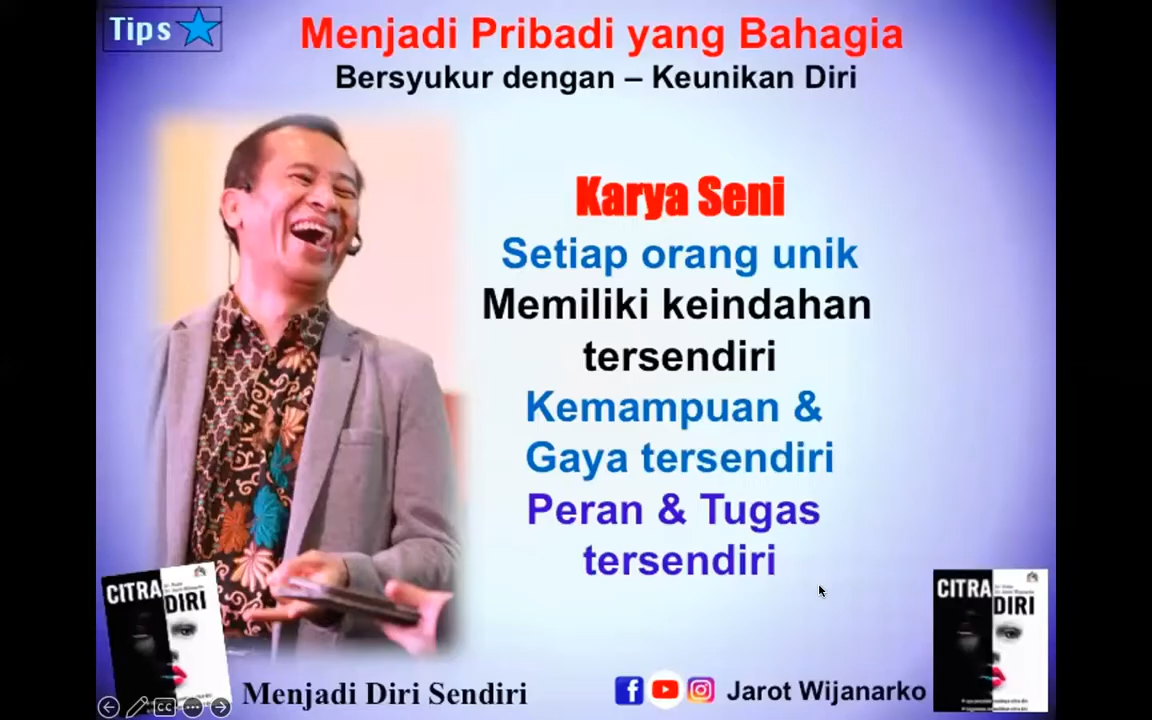 Tips
Menjadi Pribadi yang Bahagia
Bersyukur dengan – Keunikan Diri
Karya Seni
Setiap orang unik
Memiliki keindahan
tersendiri
Kemampuan &
Gaya tersendiri
Peran & Tugas
tersendiri
CITRA
DIRI
CITRA
DIRI
Menjadi Diri Sendiri
Jarot Wijanarko
CC